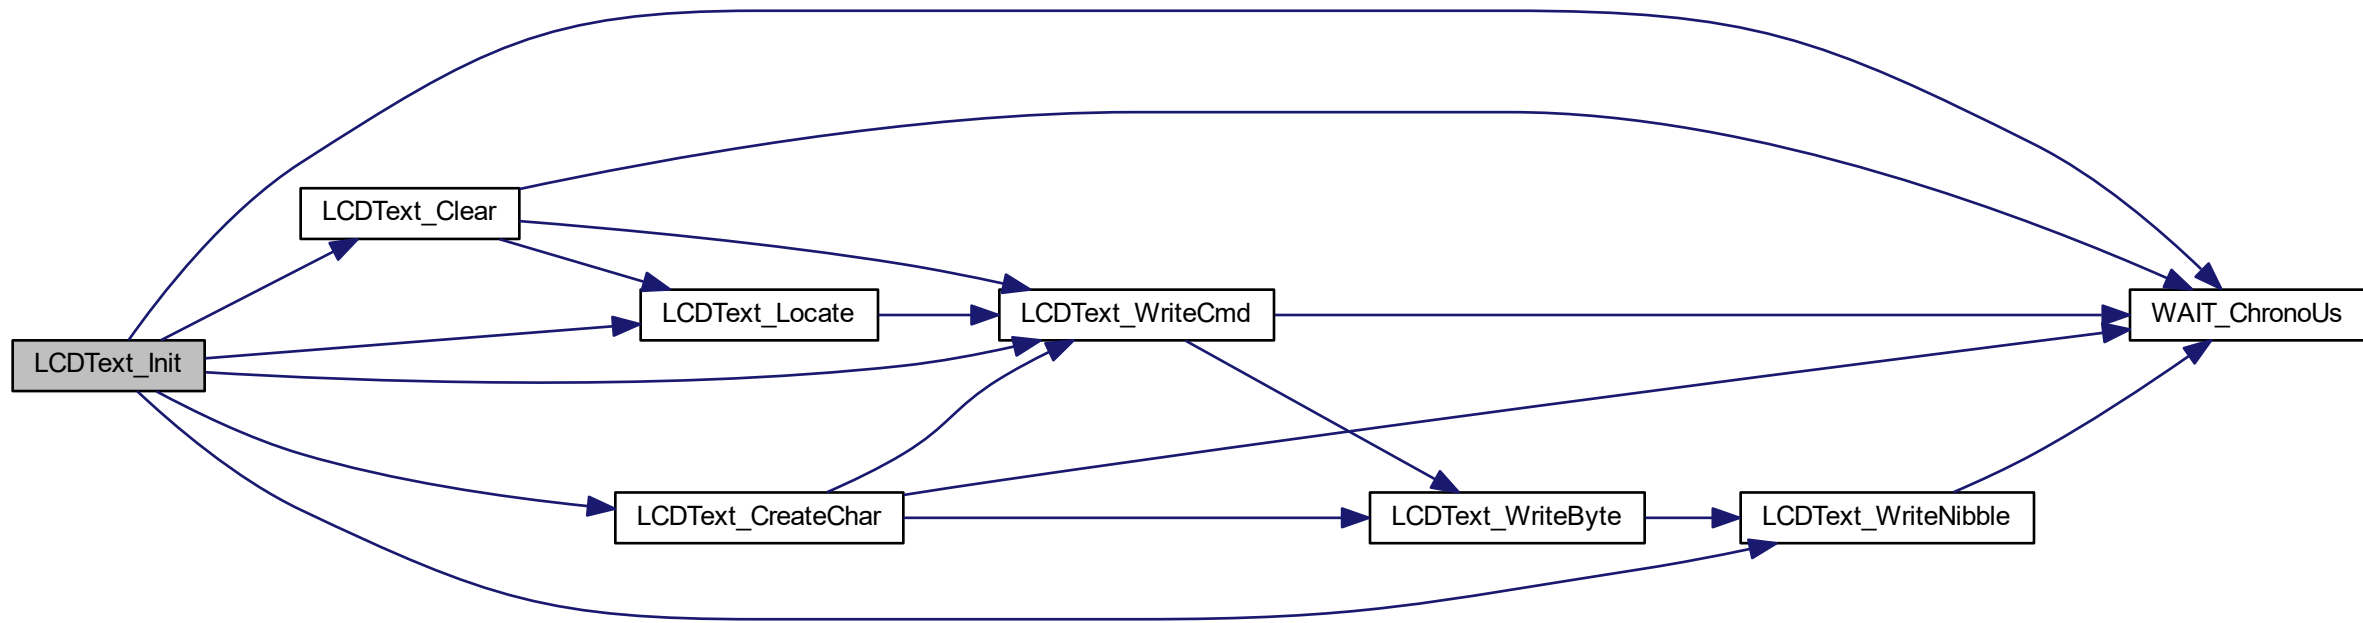 LCDText_Init
LCDText_Clear
LCDText_Locate
LCDText_CreateChar
LCDText_WriteCmd
LCDText_WriteByte
LCDText_WriteNibble
WAIT_ChronoUs